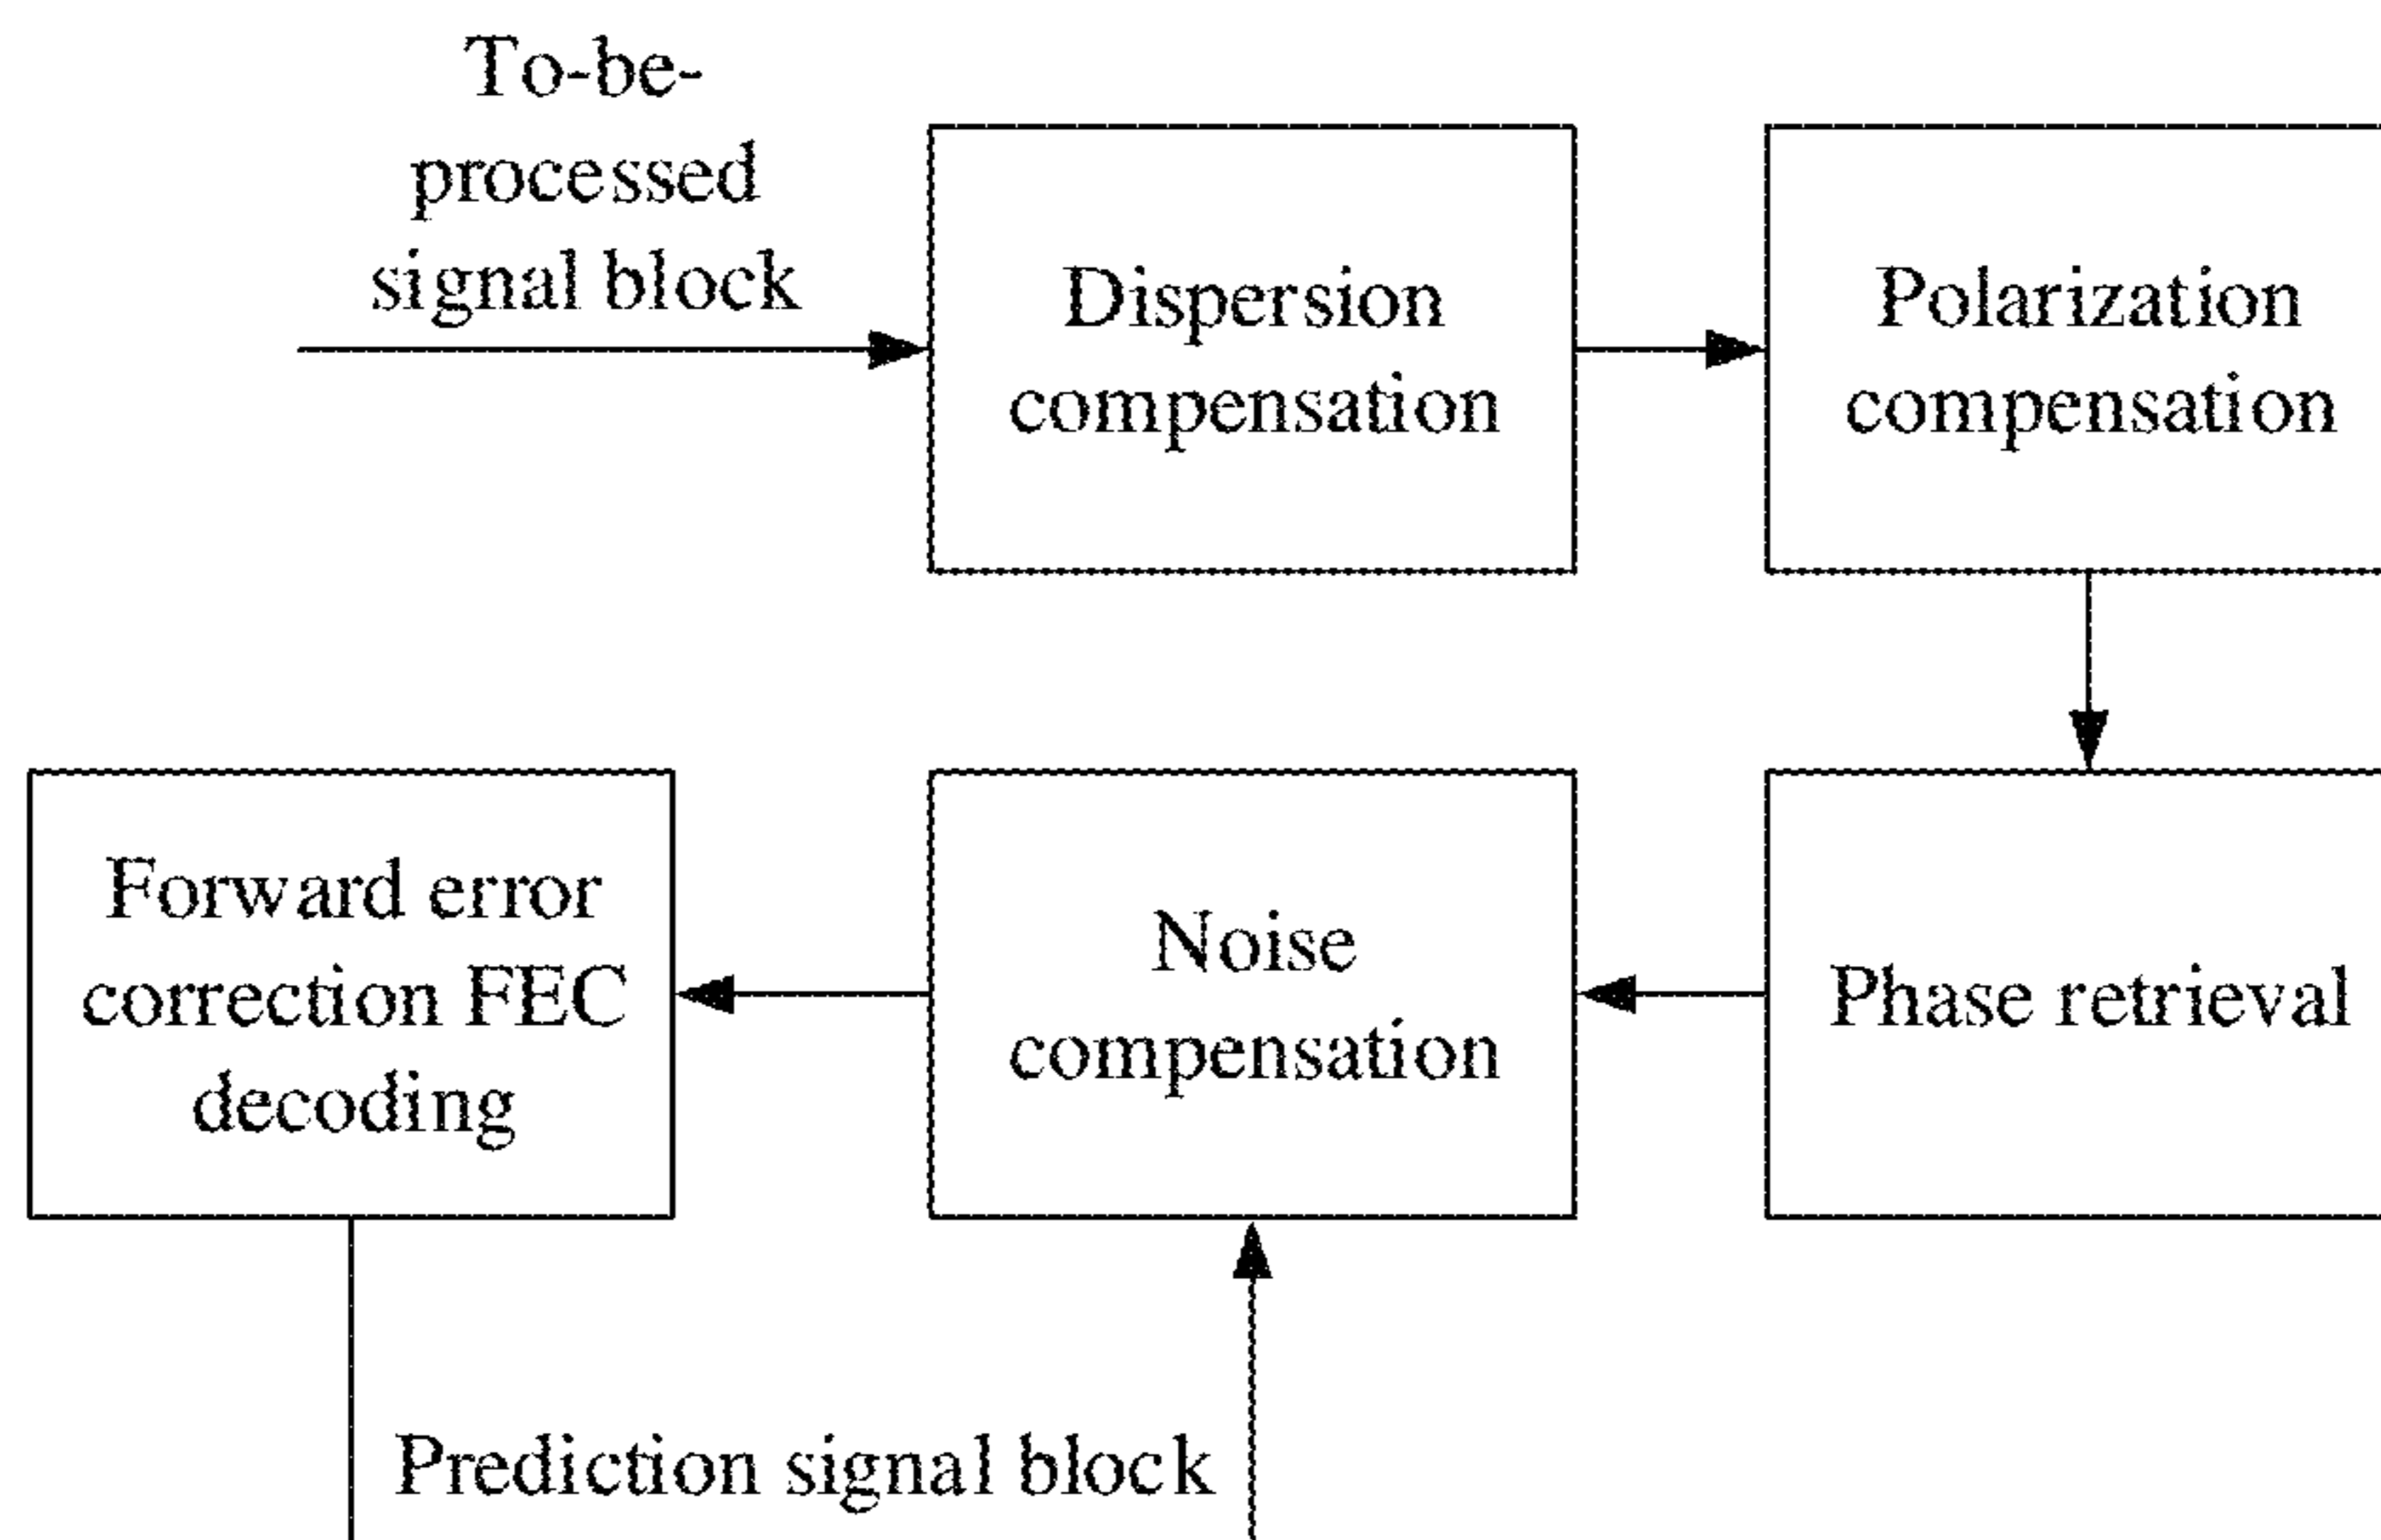 To-be-
processed
signal block
Dispersion
compensation
Polarization
compensation
Forward error
correction FEC
decoding
Noise
compensation
Phase retrieval
Prediction signal block